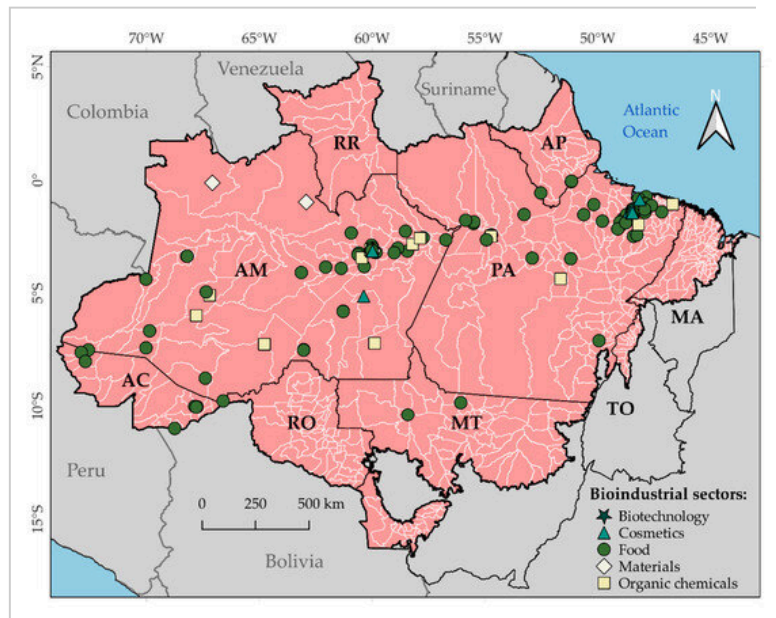 70°W 65°W 60°W 55°W 50°W 45°W
5°N
Venezuela
Suriname
Colombia
Atlantic
Ocean
N
RR
AP
0°
AM
PA
5°S
MA
AC
TO
10°S
RO
MT
Peru
Bioindustrial sectors:
0 250 500 km
Biotechnology
Cosmetics
Food
15°S
Materials
Bolivia
Organic chemicals